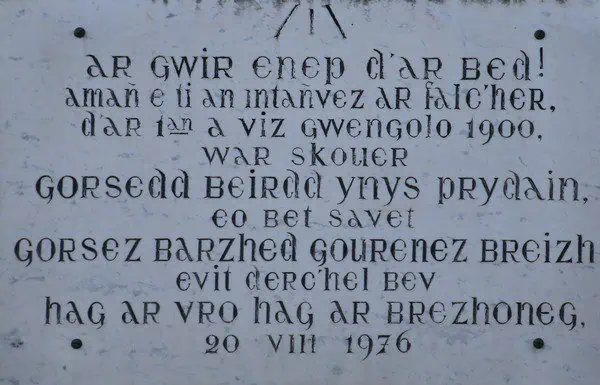 AR GWIR ENEP D'AR BED!
AMAÑ E TI AN INTAÑVEZ AR FALC'HER,
D'AR 1AN A VIZ GWENGOLO 1900,
WAR SKOUER
GORSEDD BEIRDD YNYS PRYDAIN,
EO BET SAVET
GORSEZ BARZHED GOURENEZ BREIZH
EVIT DERC'HEL BEV
HAG AR VRO HAG AR BREZHONEG,
20 VIII 1976